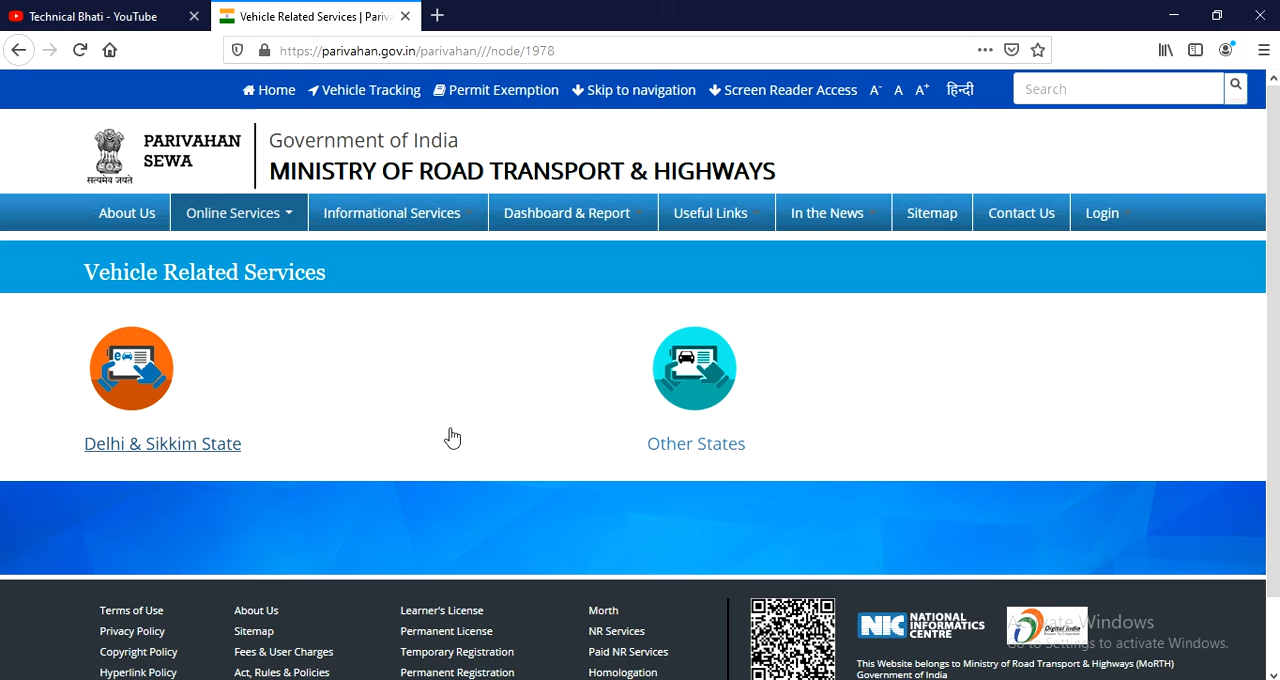 Technical Bhati - YouTube
Vehicle Related Services | Pariva
https://parivahan.gov.in/parivahan///node/1978
Home Vehicle Tracking Permit Exemption Skip to navigation Screen Reader Access A- A A+ हिन्दी Search
सत्यमेव जयते
PARIVAHAN
SEWA
Government of India
MINISTRY OF ROAD TRANSPORT & HIGHWAYS
About Us Online Services Informational Services Dashboard & Report Useful Links In the News Sitemap Contact Us Login
Vehicle Related Services
Delhi & Sikkim State Other States
Terms of Use About Us Learner's License Morth
Privacy Policy Sitemap Permanent License NR Services
Copyright Policy Fees & User Charges Temporary Registration Paid NR Services
Hyperlink Policy Act, Rules & Policies Permanent Registration Homologation
NIC NATIONAL
INFORMATICS
CENTRE
Digital India
Activate Windows
Go to Settings to activate Windows.
This Website belongs to Ministry of Road Transport & Highways (MoRTH)
Government of India